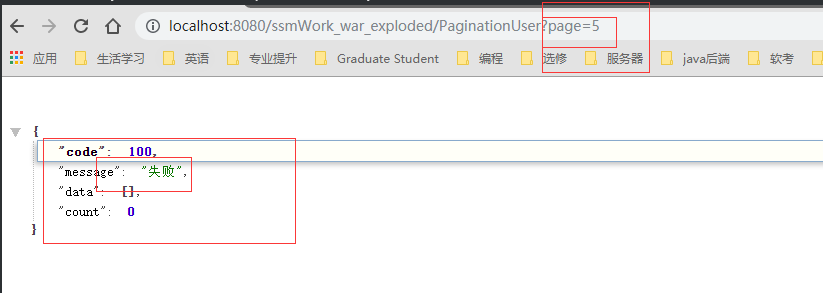 localhost:8080/ssmWork_war_exploded/PaginationUser?page=5
应用 生活学习 英语 专业提升 Graduate Student 编程 选修 服务器 java后端 软考
{
"code": 100,
"message": "失败",
"data": [],
"count": 0
}